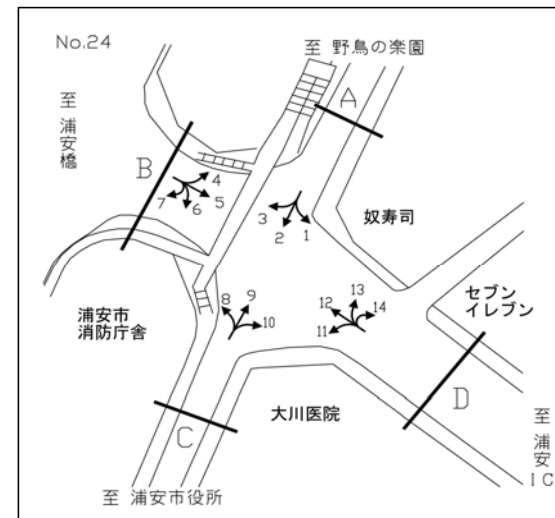 No.24
至 野鳥の楽園
至 浦安橋
A
B
4
5
6
7
3
2
1
奴寿司
セブン
イレブン
浦安市
消防庁舎
8
9
10
13
12
14
11
大川医院
D
C
至 浦安IC
至 浦安市役所